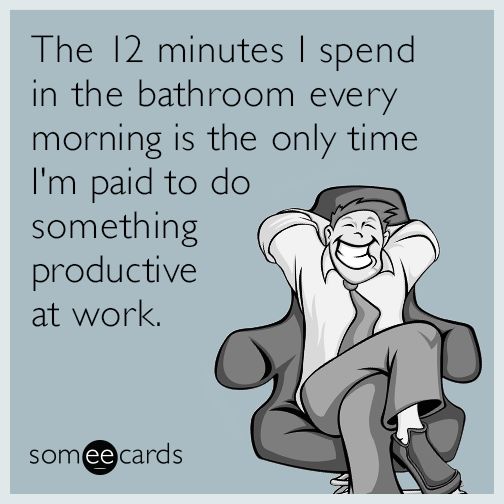 The 12 minutes I spend
in the bathroom every
morning is the only time
I'm paid to do
something
productive
at work.
someecards